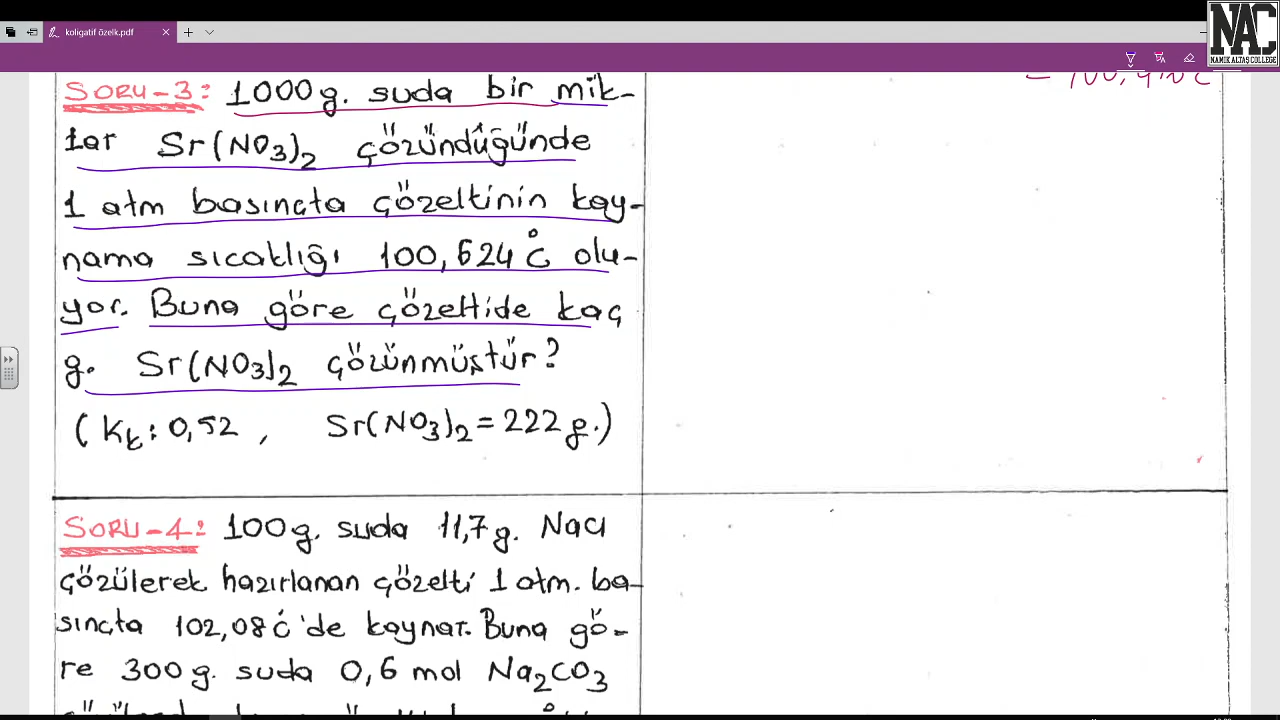 koligatif özelk.pdf
NAC
NAMIK ALTAŞ COLLEGE
SORU-3: 1000 g. suda bir mik-
tar Sr(NO3)2 çözündüğünde
1 atm basınçta çözeltinin kay-
nama sıcaklığı 100,624 °C olu-
yor. Buna göre çözeltide kaç
g. Sr(NO3)2 çözünmüştür?
(Kk: 0,52 , Sr(NO3)2 = 222 g.)
SORU-4: 100 g. suda 11,7 g. NaCl
çözülerek hazırlanan çözelti 1 atm. ba-
sınçta 102,08 °C 'de kaynar. Buna gö-
re 300 g. suda 0,6 mol Na2CO3